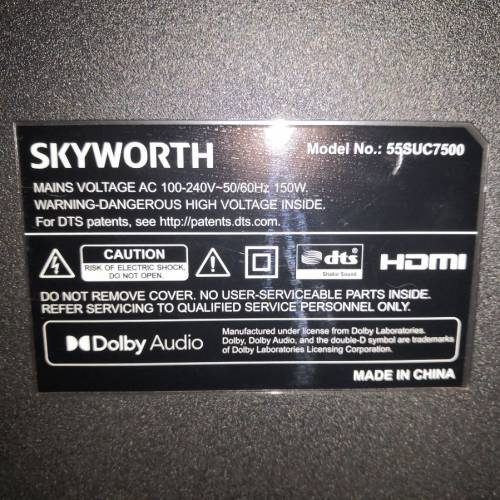 SKYWORTH
Model No.: 55SUC7500
MAINS VOLTAGE AC 100-240V~50/60Hz 150W.
WARNING-DANGEROUS HIGH VOLTAGE INSIDE.
For DTS patents, see http://patents.dts.com.
CAUTION
RISK OF ELECTRIC SHOCK,
DO NOT OPEN.
dts
Studio Sound
HDMI
DO NOT REMOVE COVER. NO USER-SERVICEABLE PARTS INSIDE.
REFER SERVICING TO QUALIFIED SERVICE PERSONNEL ONLY.
Dolby Audio
Manufactured under license from Dolby Laboratories.
Dolby, Dolby Audio, and the double-D symbol are trademarks
of Dolby Laboratories Licensing Corporation.
MADE IN CHINA